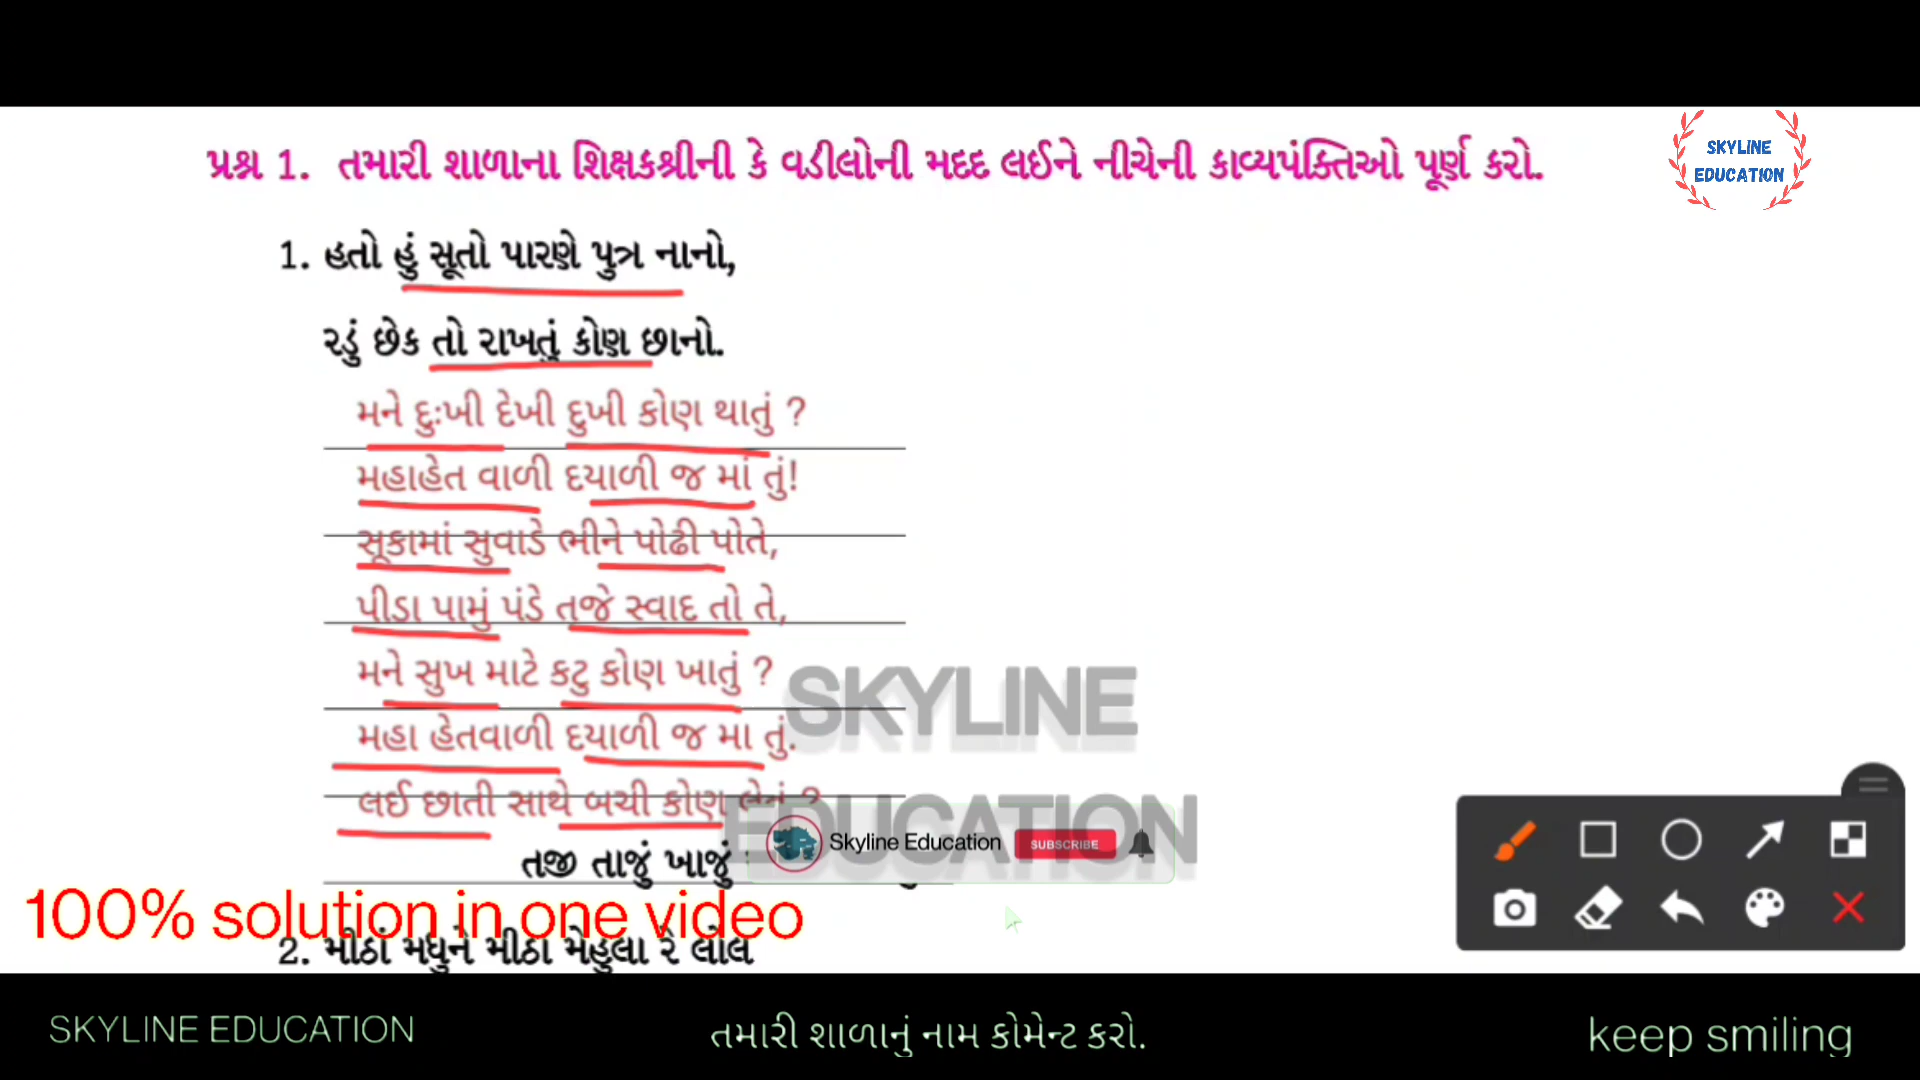 પ્રશ્ન 1. તમારી શાળાના શિક્ષકશ્રીની કે વડીલોની મદદ લઈને નીચેની કાવ્યપંક્તિઓ પૂર્ણ કરો.
SKYLINE
EDUCATION
1. હતો હું સૂતો પારણે પુત્ર નાનો,
રડું છેક તો રાખતું કોણ છાનો.
મને દુઃખી દેખી દુખી કોણ થાતું ?
મહાહેત વાળી દયાળી જ માં તું!
સૂકામાં સુવાડે ભીને પોઢી પોતે,
પીડા પામું પંડે તજે સ્વાદ તો તે,
મને સુખ માટે કટુ કોણ ખાતું ?
મહા હેતવાળી દયાળી જ મા તું.
લઈ છાતી સાથે બચી કોણ
તજી તાજું ખાજું
SKYLINE
EDUCATION
Skyline Education SUBSCRIBE
100% solution in one video
2. મીઠાં મધુને મીઠા મેહુલા રે લોલ
SKYLINE EDUCATION
તમારી શાળાનું નામ કોમેન્ટ કરો.
keep smiling